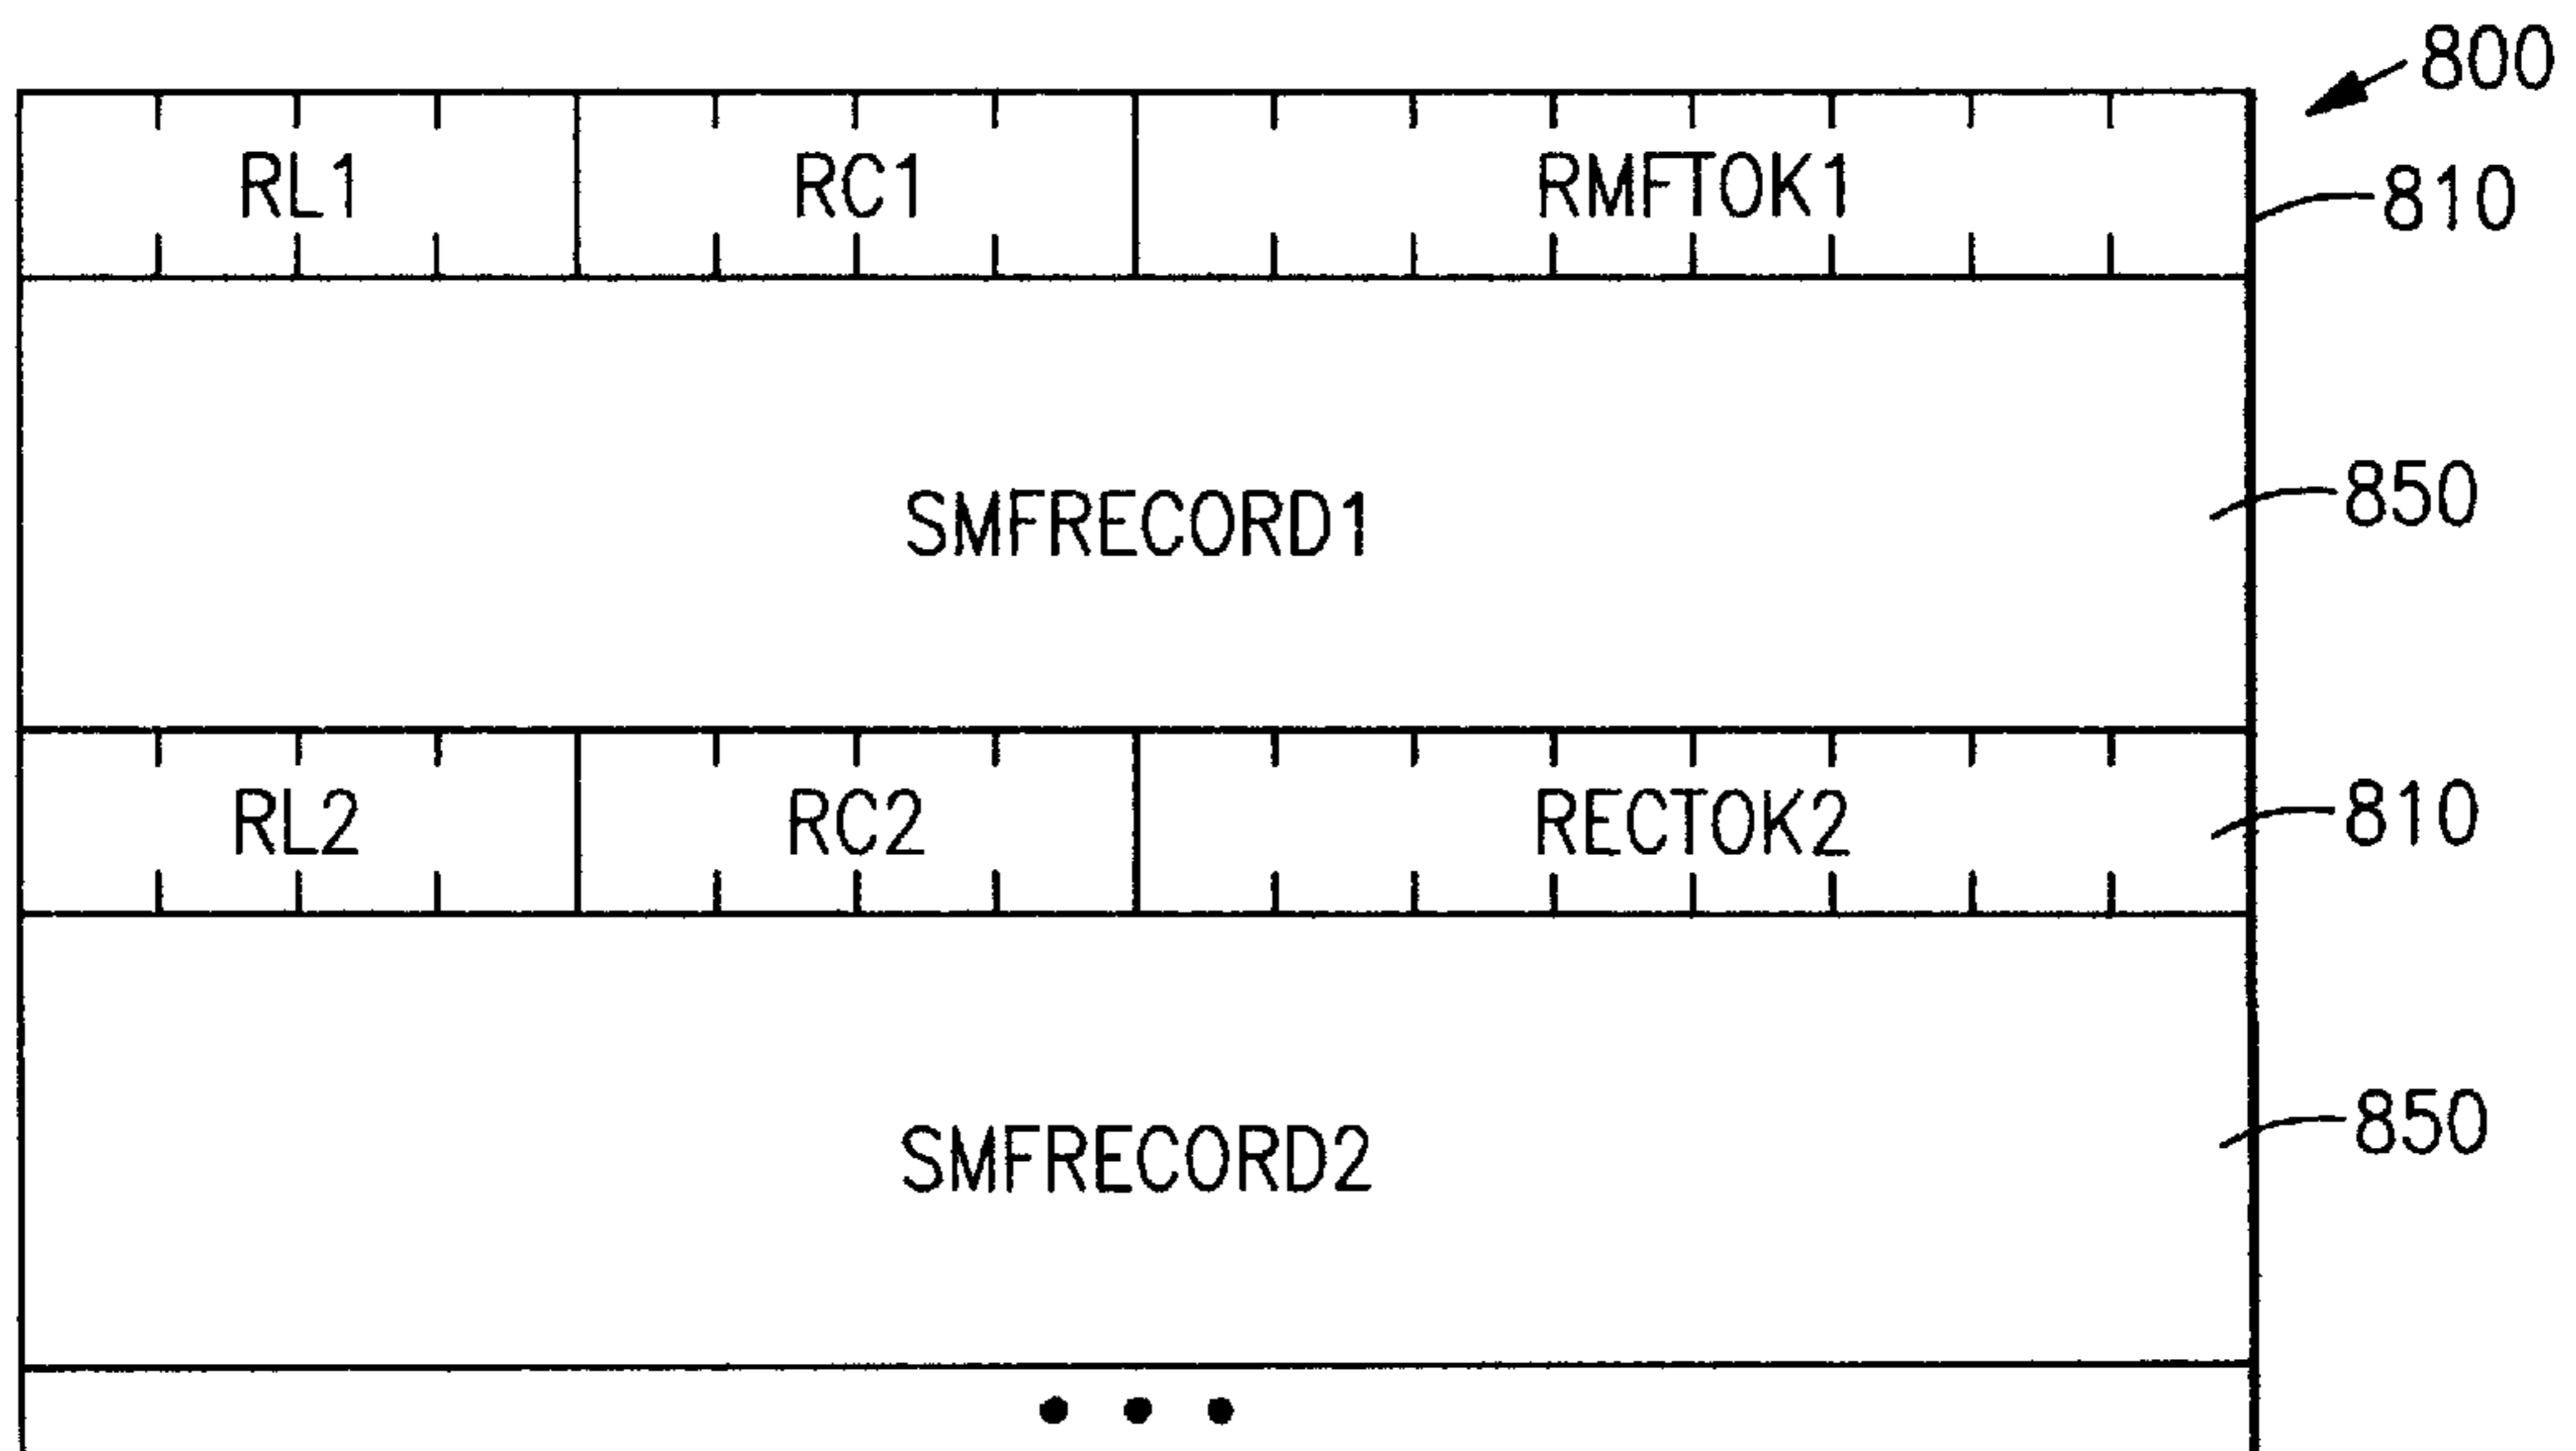 800
RL1 RC1 RMFTOK1 810
SMFRECORD1 850
RL2 RC2 RECTOK2 810
SMFRECORD2 850